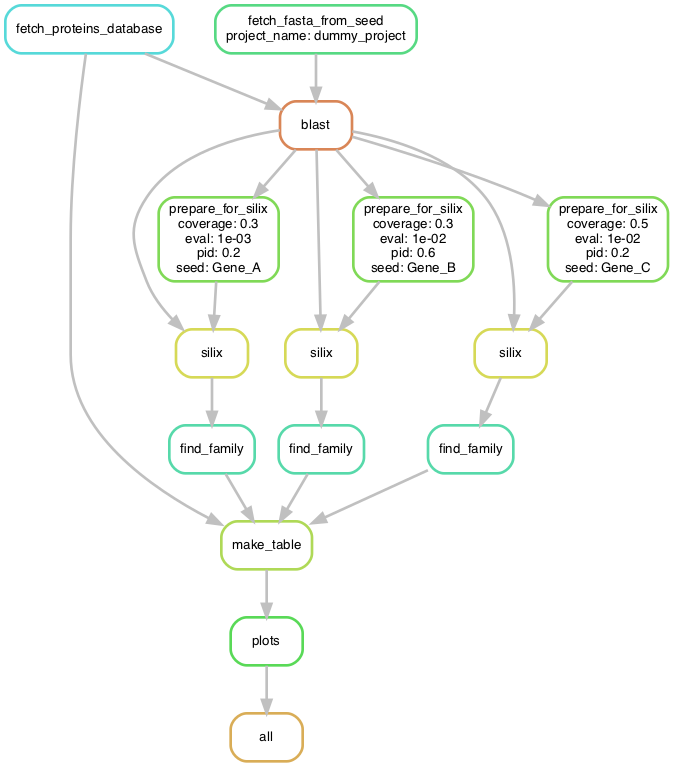 fetch_proteins_database
fetch_fasta_from_seed
project_name: dummy_project
blast
prepare_for_silix
coverage: 0.3
eval: 1e-03
pid: 0.2
seed: Gene_A
prepare_for_silix
coverage: 0.3
eval: 1e-02
pid: 0.6
seed: Gene_B
prepare_for_silix
coverage: 0.5
eval: 1e-02
pid: 0.2
seed: Gene_C
silix
silix
silix
find_family
find_family
find_family
make_table
plots
all